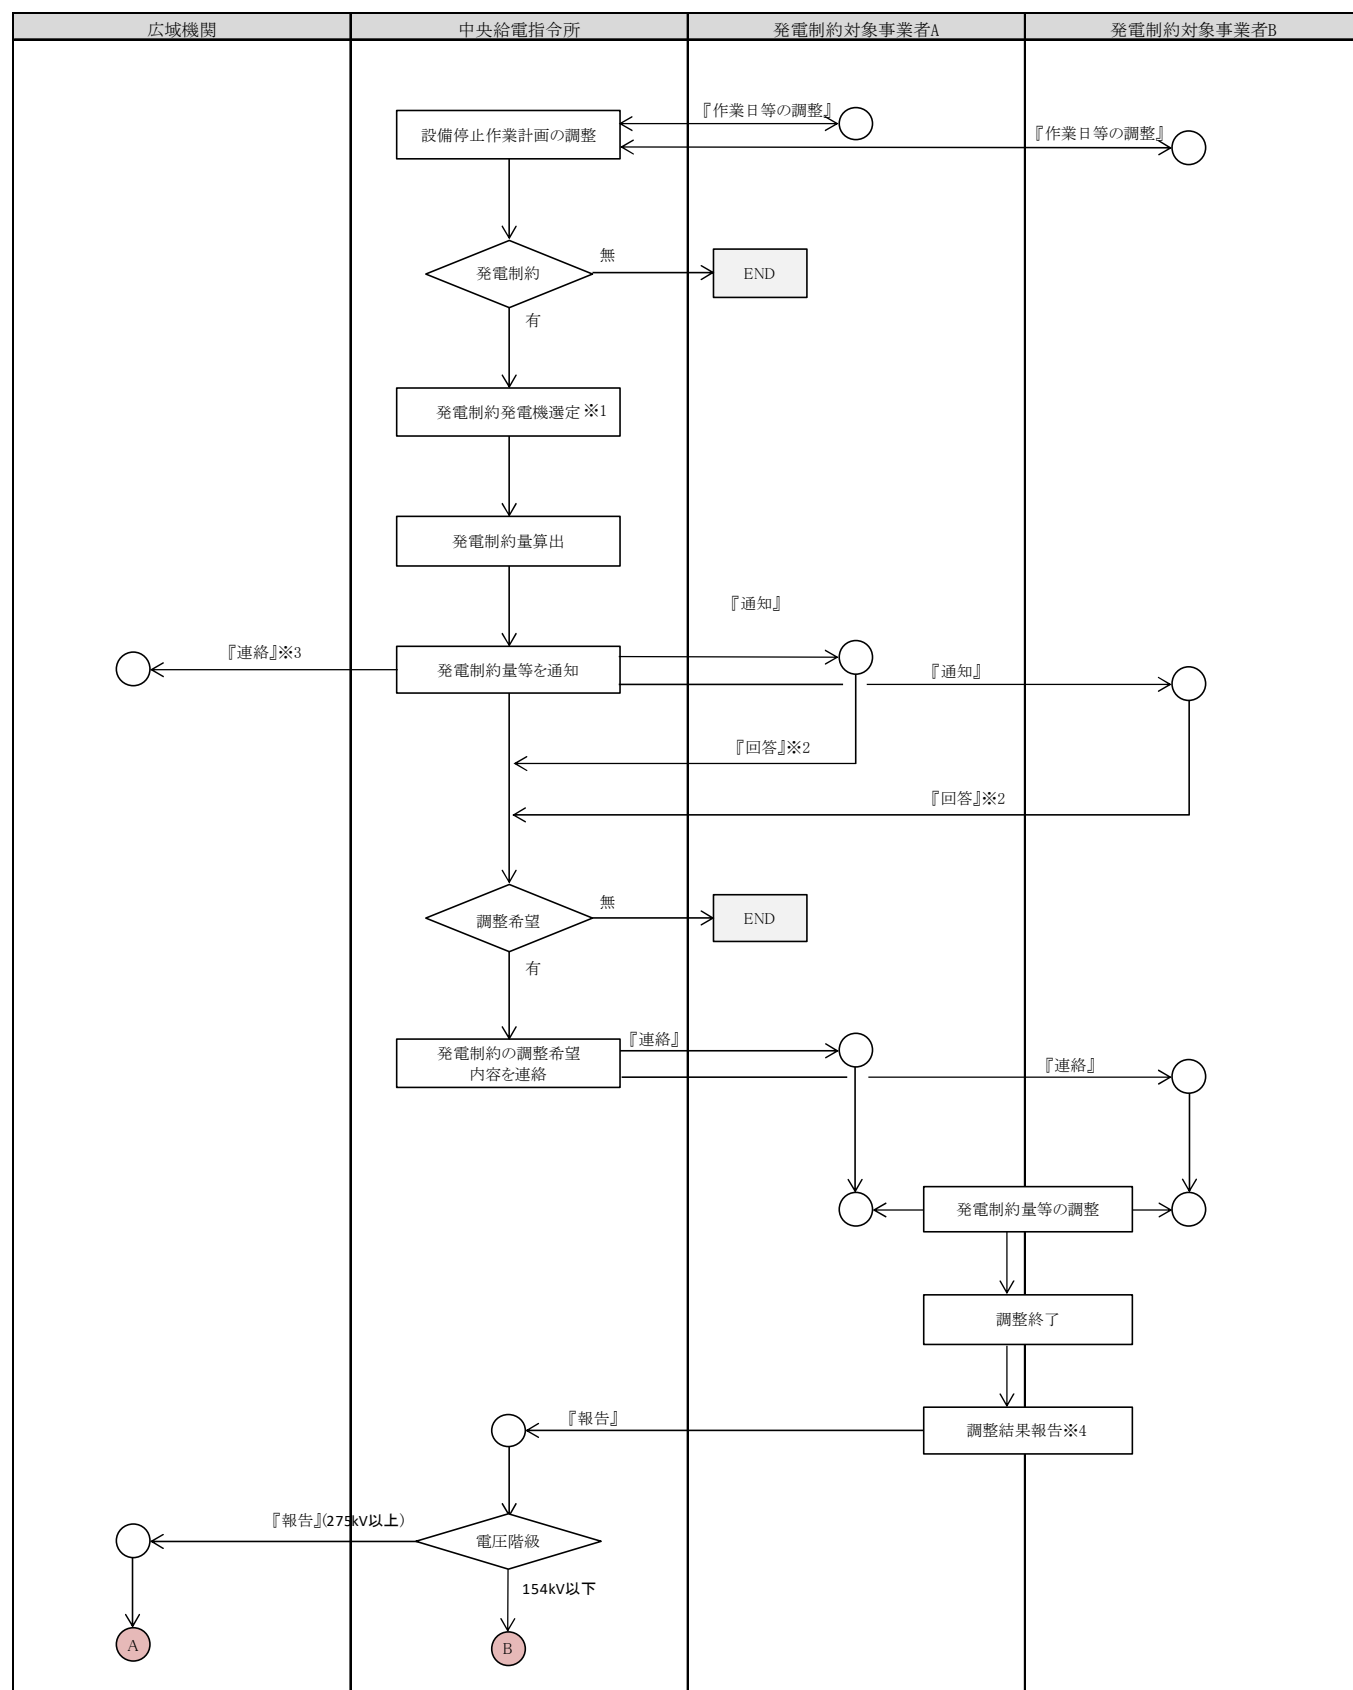 広域機関
中央給電指令所
発電制約対象事業者A
発電制約対象事業者B
『作業日等の調整』
設備停止作業計画の調整
『作業日等の調整』
無
発電制約
END
有
発電制約発電機選定※1
発電制約量算出
『通知』
『連絡』※3
発電制約量等を通知
『通知』
『回答』※2
『回答』※2
無
調整希望
END
有
『連絡』
発電制約の調整希望
内容を連絡
『連絡』
発電制約量等の調整
調整終了
『報告』
調整結果報告※4
『報告』(275kV以上)
電圧階級
154kV以下
A
B